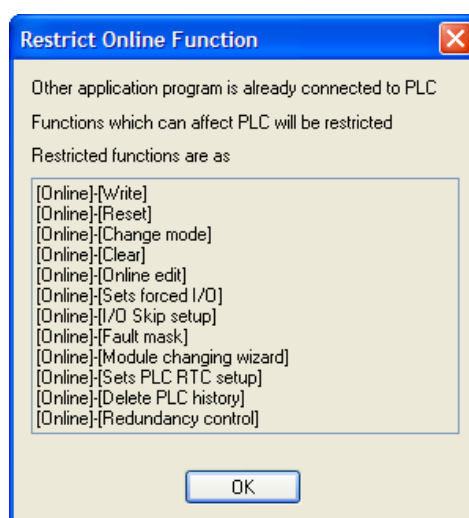 Restrict Online Function
Other application program is already connected to PLC
Functions which can affect PLC will be restricted
Restricted functions are as
[Online]-[Write]
[Online]-[Reset]
[Online]-[Change mode]
[Online]-[Clear]
[Online]-[Online edit]
[Online]-[Sets forced I/O]
[Online]-[I/O Skip setup]
[Online]-[Fault mask]
[Online]-[Module changing wizard]
[Online]-[Sets PLC RTC setup]
[Online]-[Delete PLC history]
[Online]-[Redundancy control]
OK